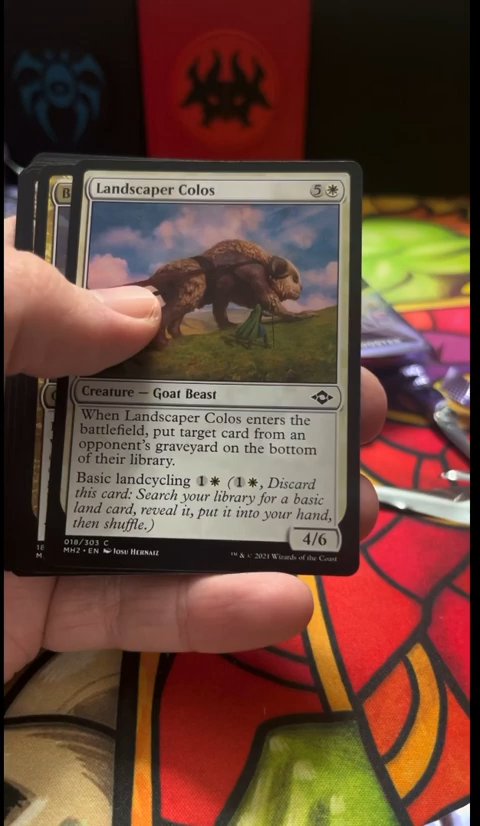 Landscaper Colos 5
Creature — Goat Beast
When Landscaper Colos enters the
battlefield, put target card from an
opponent's graveyard on the bottom
of their library.
Basic landcycling 1 (1, Discard
this card: Search your library for a basic
land card, reveal it, put it into your hand,
then shuffle.)
4/6
018/303 C
MH2 • EN Iosu Hernaiz
™ & © 2021 Wizards of the Coast
B
18
M